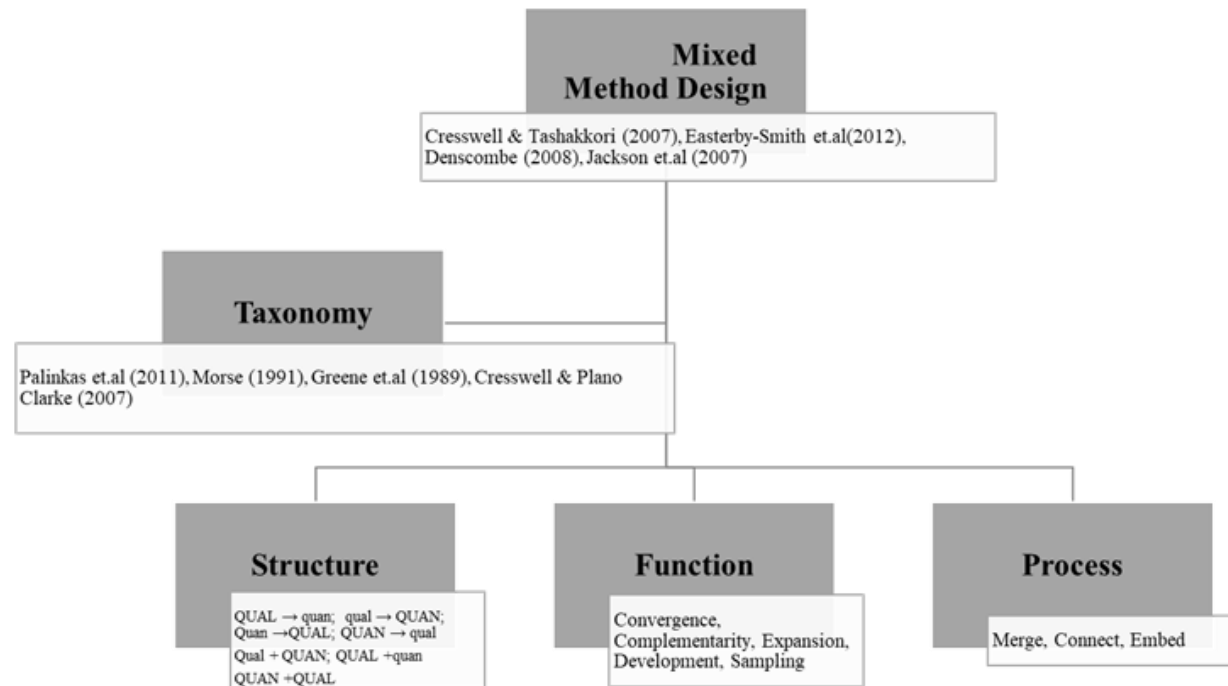 Mixed
Method Design
Cresswell & Tashakkori (2007), Easterby-Smith et.al(2012),
Denscombe (2008), Jackson et.al (2007)
Taxonomy
Palinkas et.al (2011), Morse (1991), Greene et.al (1989), Cresswell & Plano
Clarke (2007)
Structure
QUAL → quan; qual → QUAN;
Quan →QUAL; QUAN → qual
Qual + QUAN; QUAL +quan
QUAN +QUAL
Function
Convergence,
Complementarity, Expansion,
Development, Sampling
Process
Merge, Connect, Embed